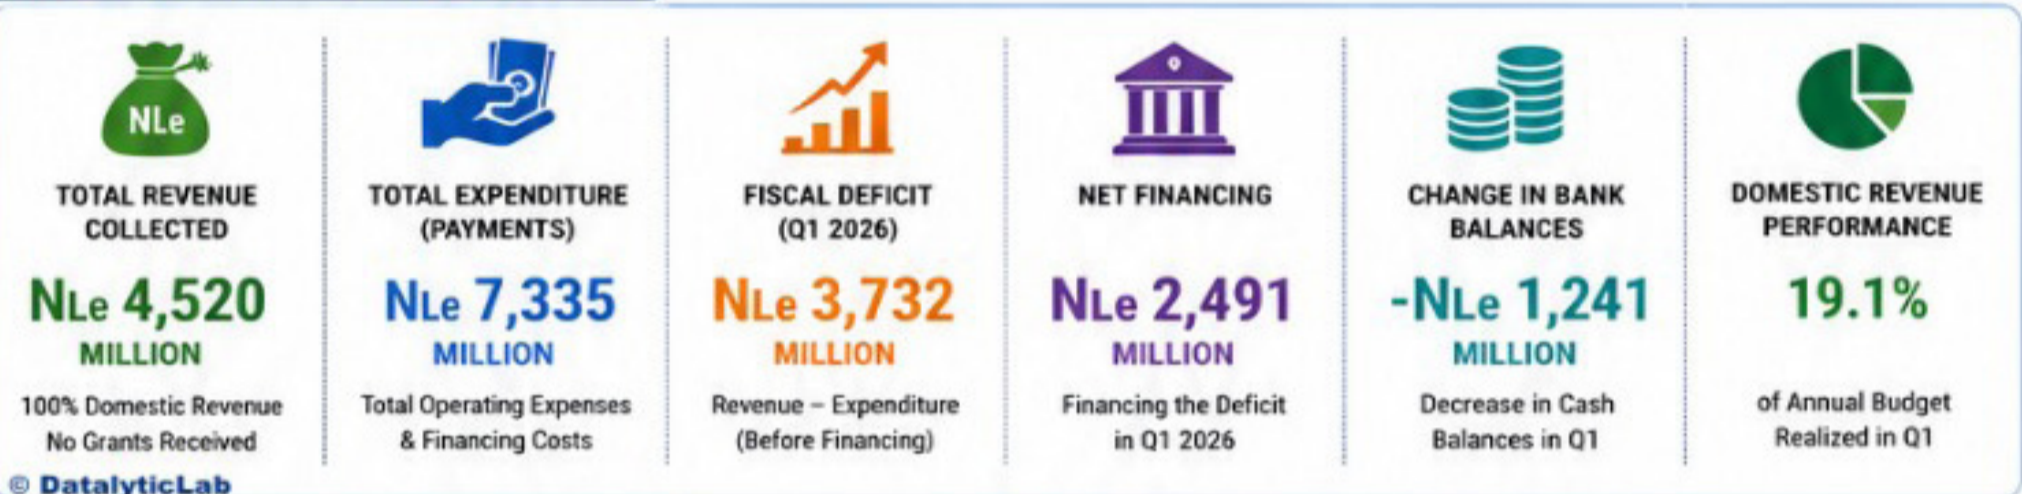 NLe
TOTAL REVENUE
COLLECTED
NLe 4,520
MILLION
100% Domestic Revenue
No Grants Received
TOTAL EXPENDITURE
(PAYMENTS)
NLe 7,335
MILLION
Total Operating Expenses
& Financing Costs
FISCAL DEFICIT
(Q1 2026)
NLe 3,732
MILLION
Revenue – Expenditure
(Before Financing)
NET FINANCING
NLe 2,491
MILLION
Financing the Deficit
in Q1 2026
CHANGE IN BANK
BALANCES
-NLe 1,241
MILLION
Decrease in Cash
Balances in Q1
DOMESTIC REVENUE
PERFORMANCE
19.1%
of Annual Budget
Realized in Q1
© DatalyticLab